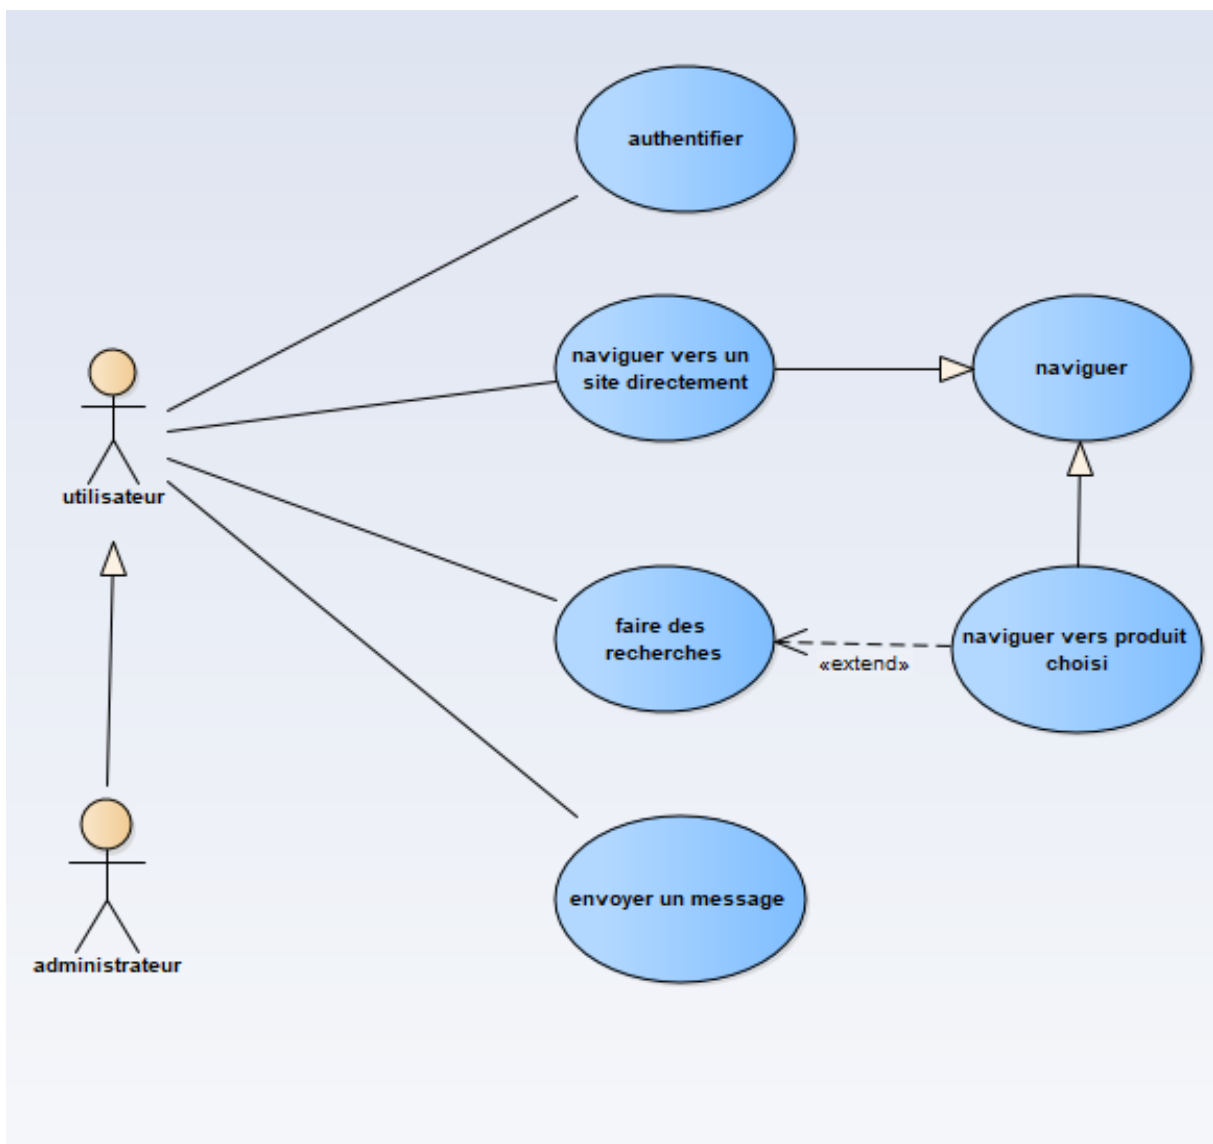 authentifier
naviguer vers un
site directement
naviguer
utilisateur
faire des
recherches
«extend»
naviguer vers produit
choisi
envoyer un message
administrateur